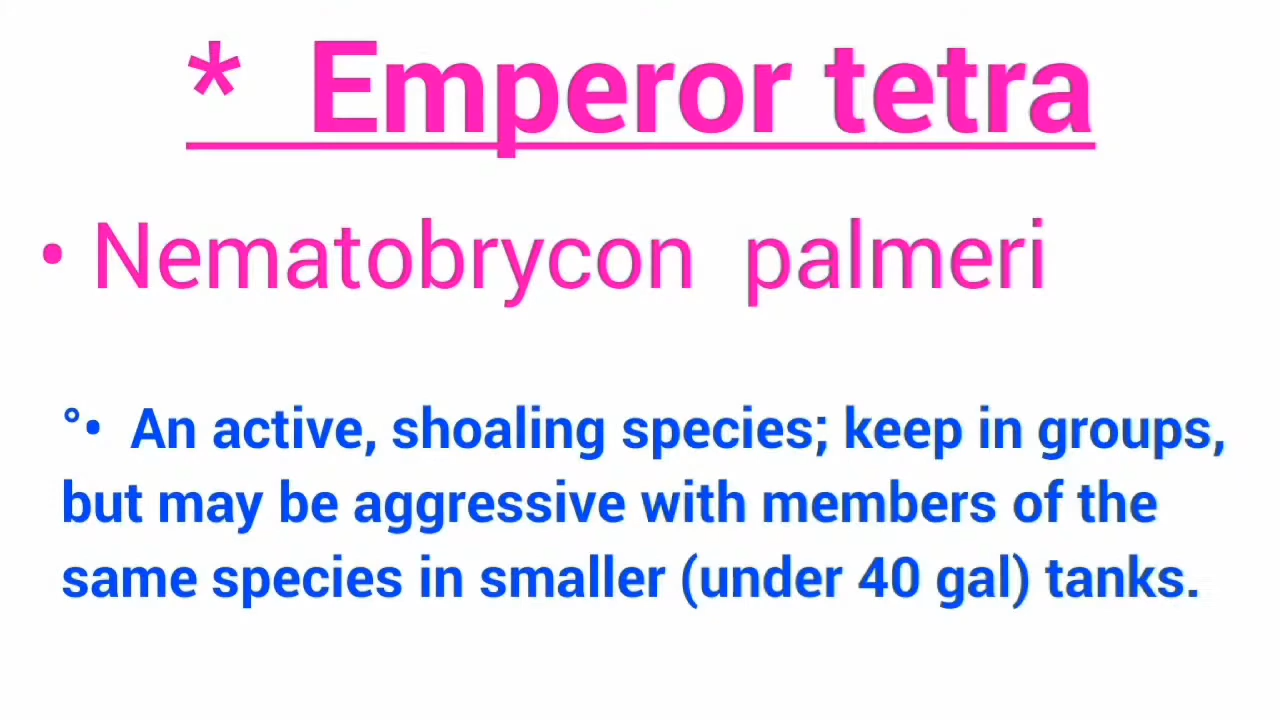 * Emperor tetra
• Nematobrycon palmeri
°• An active, shoaling species; keep in groups,
but may be aggressive with members of the
same species in smaller (under 40 gal) tanks.